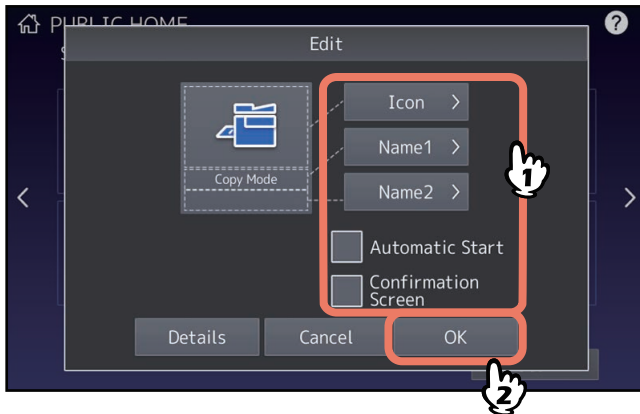 PUBLIC HOME
?
Edit
Icon >
Name1 >
Copy Mode
Name2 >
Automatic Start
Confirmation
Screen
Details
Cancel
OK
1
2